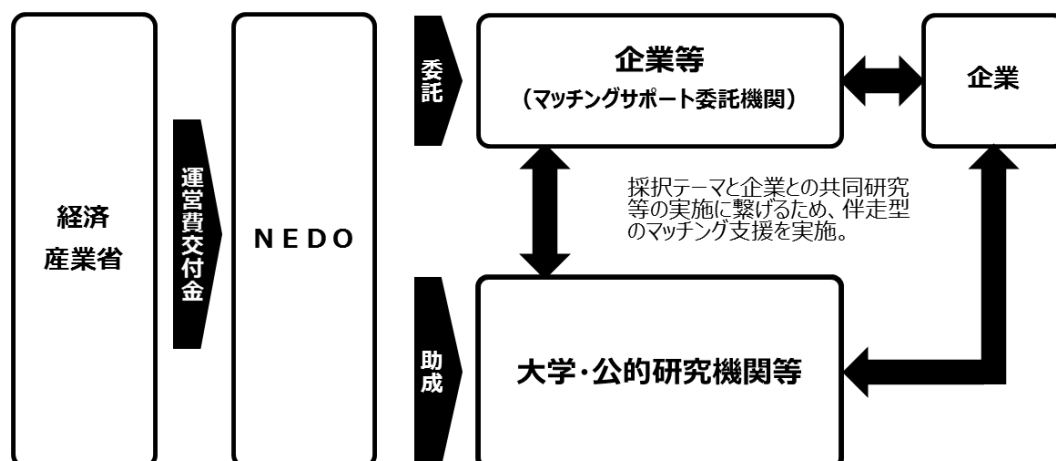 経済
産業省
運営費交付金
NEDO
委託
企業等
（マッチングサポート委託機関）
企業
採択テーマと企業との共同研究
等の実施に繋げるため、伴走型
のマッチング支援を実施。
助成
大学・公的研究機関等